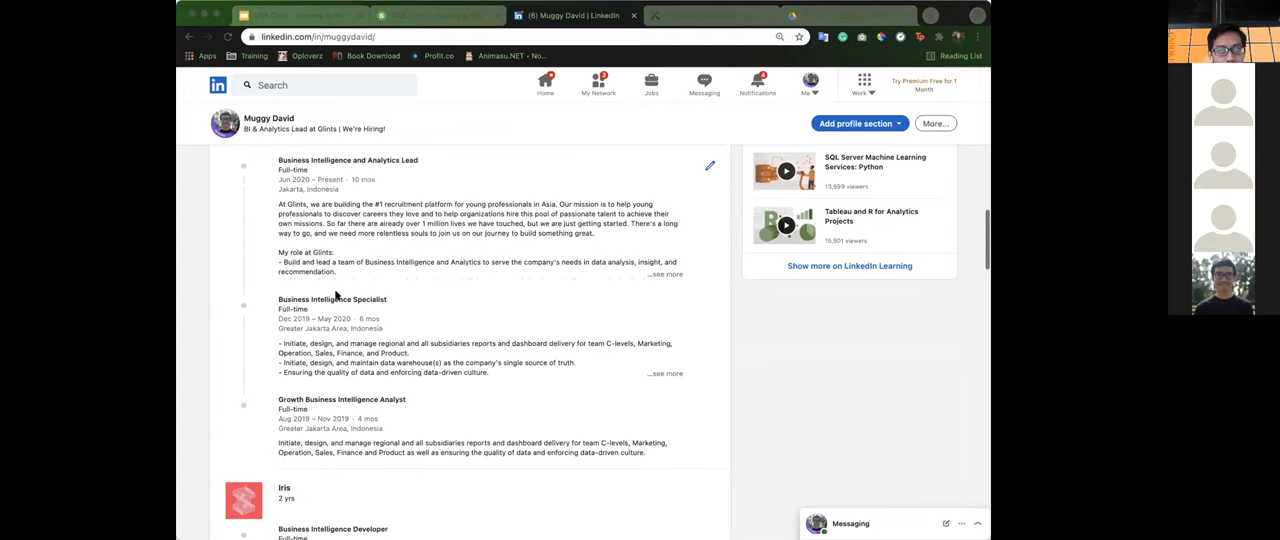 (6) Muggy David | LinkedIn
linkedin.com/in/muggydavid/
Apps
Training
Oploverz
Book Download
Profit.co
Animasu.NET - No...
Reading List
in
Search
Home
2
My Network
Jobs
Messaging
4
Notifications
Me
Work
Try Premium Free for 1
Month
Muggy David
BI & Analytics Lead at Glints | We're Hiring!
Add profile section
More...
Business Intelligence and Analytics Lead
Full-time
Jun 2020 – Present · 10 mos
Jakarta, Indonesia
At Glints, we are building the #1 recruitment platform for young professionals in Asia. Our mission is to help young
professionals to discover careers they love and to help organizations hire this pool of passionate talent to achieve their
own missions. So far there are already over 1 million lives we have touched, but we are just getting started. There's a long
way to go, and we need more relentless souls to join us on our journey to build something great.
My role at Glints:
- Build and lead a team of Business Intelligence and Analytics to serve the company's needs in data analysis, insight, and
recommendation.
...see more
Business Intelligence Specialist
Full-time
Dec 2019 – May 2020 · 6 mos
Greater Jakarta Area, Indonesia
- Initiate, design, and manage regional and all subsidiaries reports and dashboard delivery for team C-levels, Marketing,
Operation, Sales, Finance, and Product.
- Initiate, design, and maintain data warehouse(s) as the company's single source of truth.
- Ensuring the quality of data and enforcing data-driven culture.
...see more
Growth Business Intelligence Analyst
Full-time
Aug 2019 – Nov 2019 · 4 mos
Greater Jakarta Area, Indonesia
Initiate, design, and manage regional and all subsidiaries reports and dashboard delivery for team C-levels, Marketing,
Operation, Sales, Finance and Product as well as ensuring the quality of data and enforcing data-driven culture.
Iris
2 yrs
Business Intelligence Developer
Full-time
SQL Server Machine Learning
Services: Python
13,999 viewers
Tableau and R for Analytics
Projects
15,901 viewers
Show more on LinkedIn Learning
Messaging